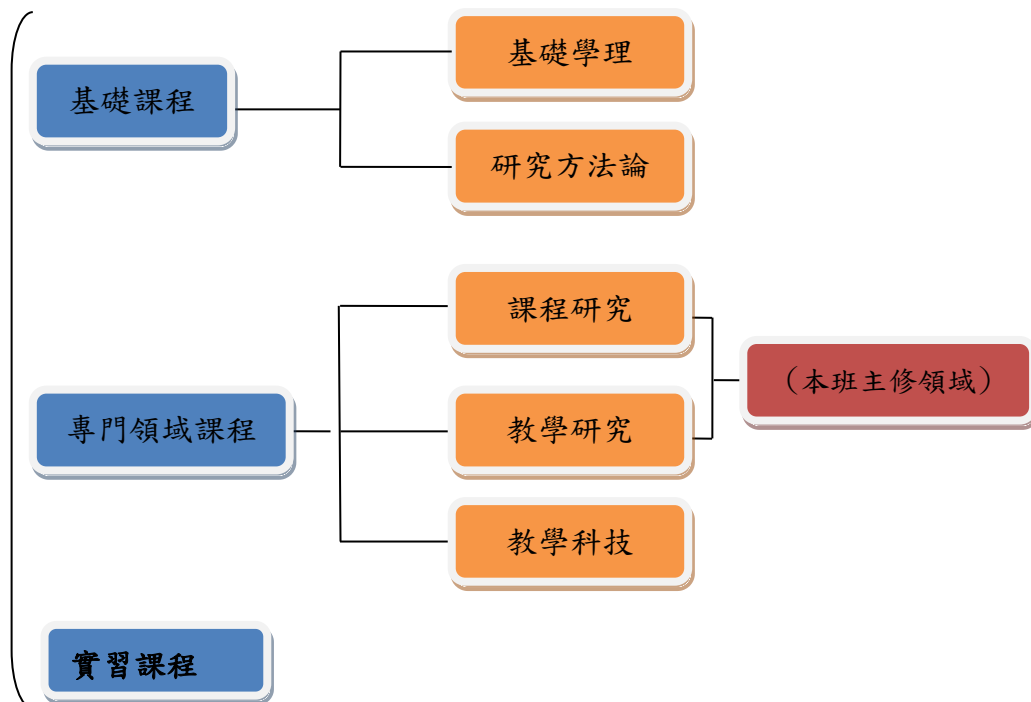 基礎課程
基礎學理
研究方法論
專門領域課程
課程研究
教學研究
教學科技
（本班主修領域）
實習課程